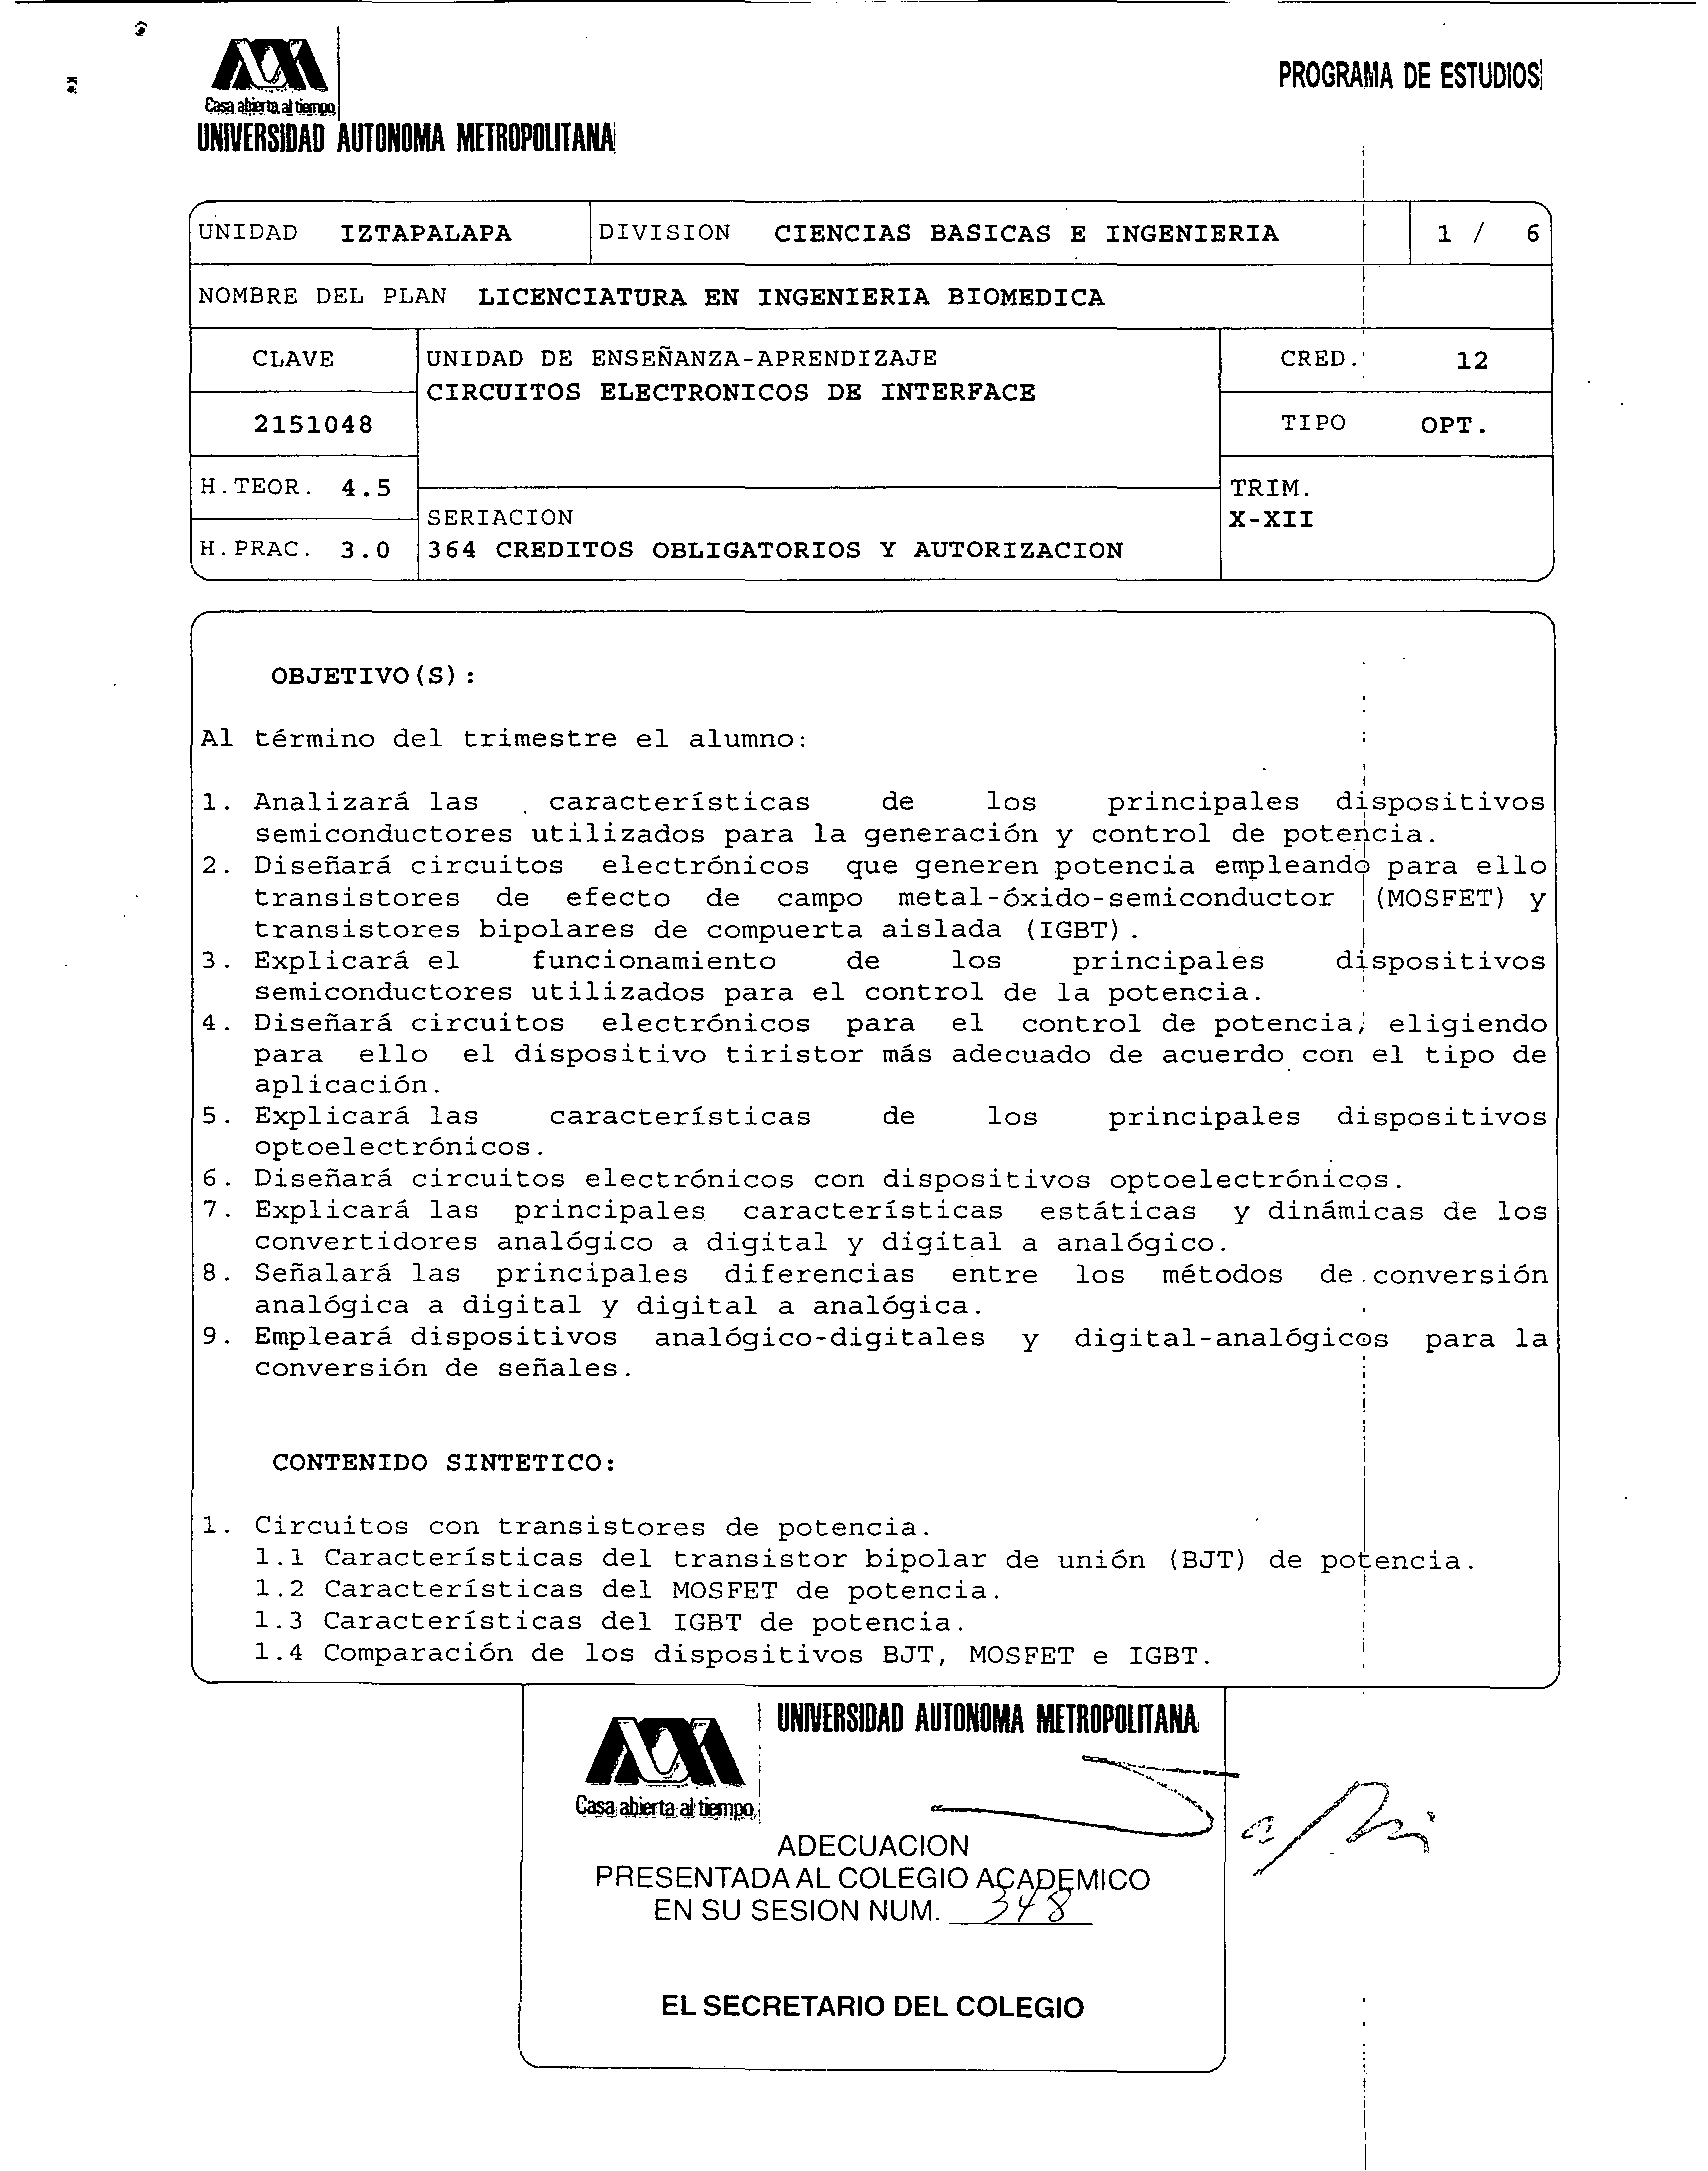 Casa abierta al tiempo
UNIVERSIDAD AUTONOMA METROPOLITANA
PROGRAMA DE ESTUDIOS
UNIDAD IZTAPALAPA
DIVISION CIENCIAS BASICAS E INGENIERIA
1 / 6
NOMBRE DEL PLAN LICENCIATURA EN INGENIERIA BIOMEDICA
CLAVE
2151048
UNIDAD DE ENSEÑANZA-APRENDIZAJE
CIRCUITOS ELECTRONICOS DE INTERFACE
CRED. 12
TIPO OPT.
H.TEOR. 4.5
H.PRAC. 3.0
SERIACION
364 CREDITOS OBLIGATORIOS Y AUTORIZACION
TRIM.
X-XII
OBJETIVO(S):
Al término del trimestre el alumno:
1. Analizará las características de los principales dispositivos
semiconductores utilizados para la generación y control de potencia.
2. Diseñará circuitos electrónicos que generen potencia empleando para ello
transistores de efecto de campo metal-óxido-semiconductor (MOSFET) y
transistores bipolares de compuerta aislada (IGBT).
3. Explicará el funcionamiento de los principales dispositivos
semiconductores utilizados para el control de la potencia.
4. Diseñará circuitos electrónicos para el control de potencia, eligiendo
para ello el dispositivo tiristor más adecuado de acuerdo con el tipo de
aplicación.
5. Explicará las características de los principales dispositivos
optoelectrónicos.
6. Diseñará circuitos electrónicos con dispositivos optoelectrónicos.
7. Explicará las principales características estáticas y dinámicas de los
convertidores analógico a digital y digital a analógico.
8. Señalará las principales diferencias entre los métodos de conversión
analógica a digital y digital a analógica.
9. Empleará dispositivos analógico-digitales y digital-analógicos para la
conversión de señales.
CONTENIDO SINTETICO:
1. Circuitos con transistores de potencia.
1.1 Características del transistor bipolar de unión (BJT) de potencia.
1.2 Características del MOSFET de potencia.
1.3 Características del IGBT de potencia.
1.4 Comparación de los dispositivos BJT, MOSFET e IGBT.
UNIVERSIDAD AUTONOMA METROPOLITANA
Casa abierta al tiempo
ADECUACION
PRESENTADA AL COLEGIO ACADEMICO
EN SU SESION NUM. 348
EL SECRETARIO DEL COLEGIO